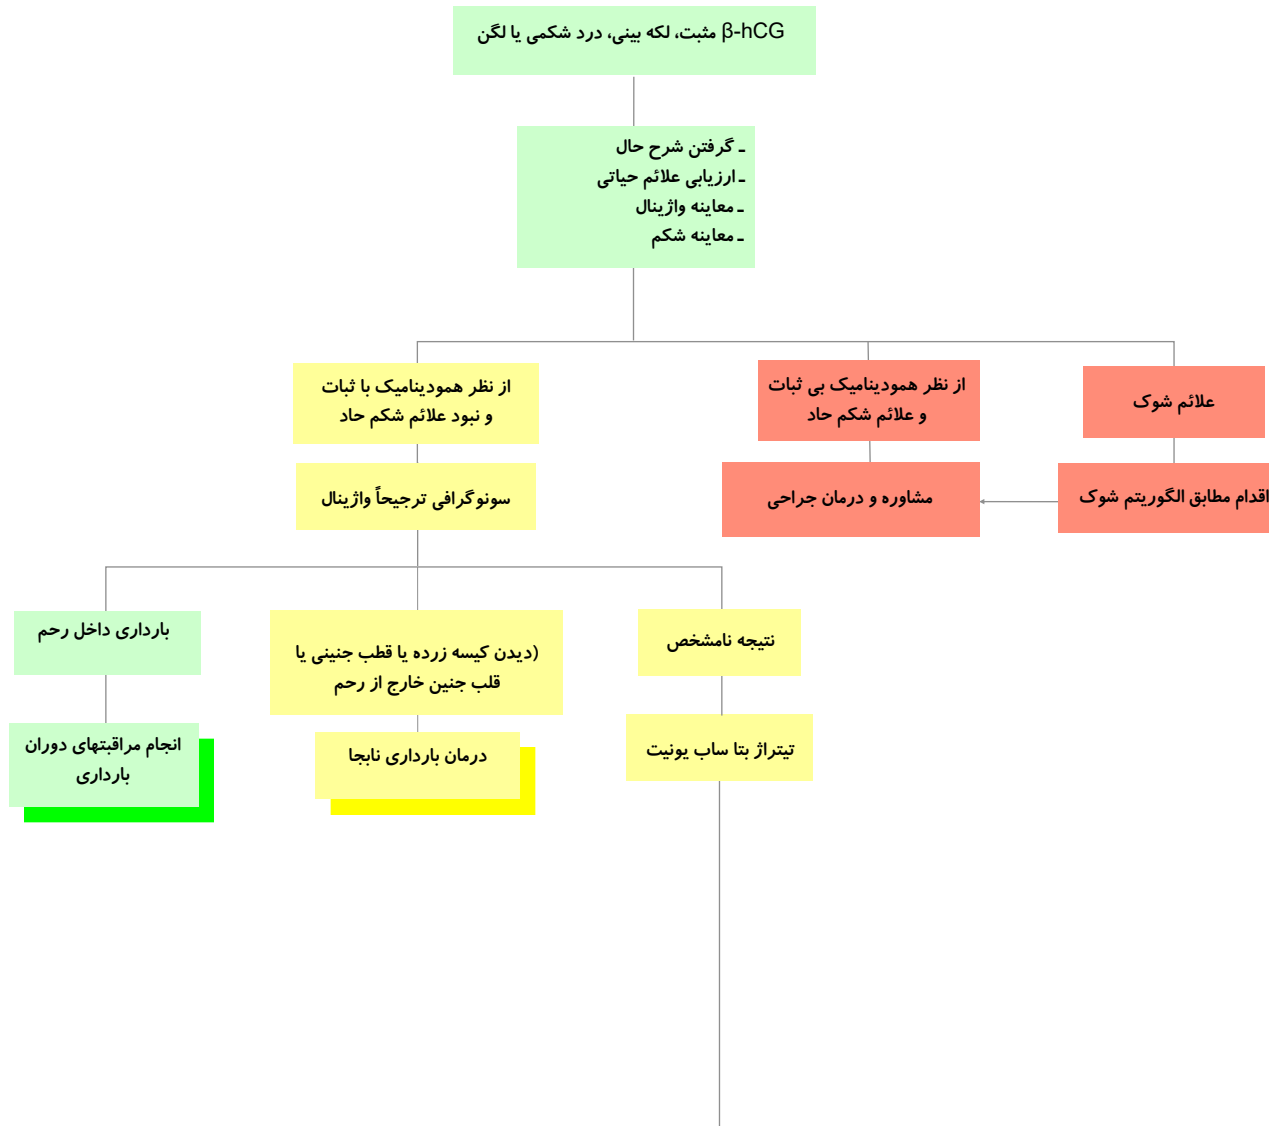 β-hCG مثبت، لکه بینی، درد شکمی یا لگن
ـ گرفتن شرح حال
ـ ارزیابی علائم حیاتی
ـ معاینه واژینال
ـ معاینه شکم
علائم شوک
از نظر همودینامیک بی ثبات
و علائم شکم حاد
از نظر همودینامیک با ثبات
و نبود علائم شکم حاد
اقدام مطابق الگوریتم شوک
مشاوره و درمان جراحی
سونوگرافی ترجیحاً واژینال
نتیجه نامشخص
(دیدن کیسه زرده یا قطب جنینی یا
قلب جنین خارج از رحم
بارداری داخل رحم
تیتراژ بتا ساب یونیت
درمان بارداری نابجا
انجام مراقبتهای دوران
بارداری